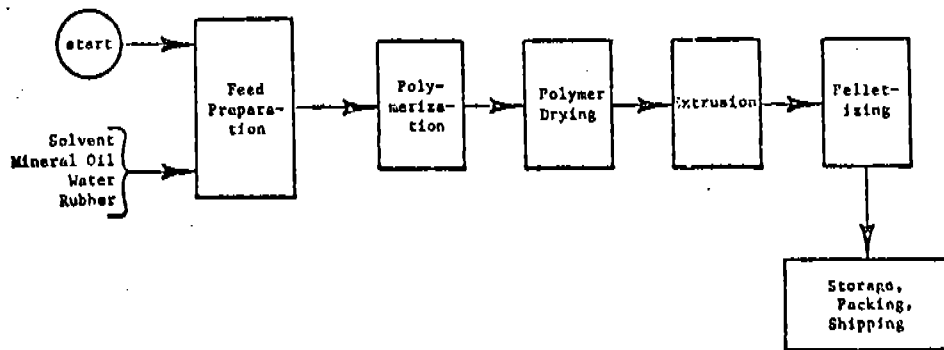 start
Solvent
Mineral Oil
Water
Rubber
Feed
Prepara-
tion
Poly-
meriza-
tion
Polymer
Drying
Extrusion
Pellet-
izing
Storage,
Packing,
Shipping